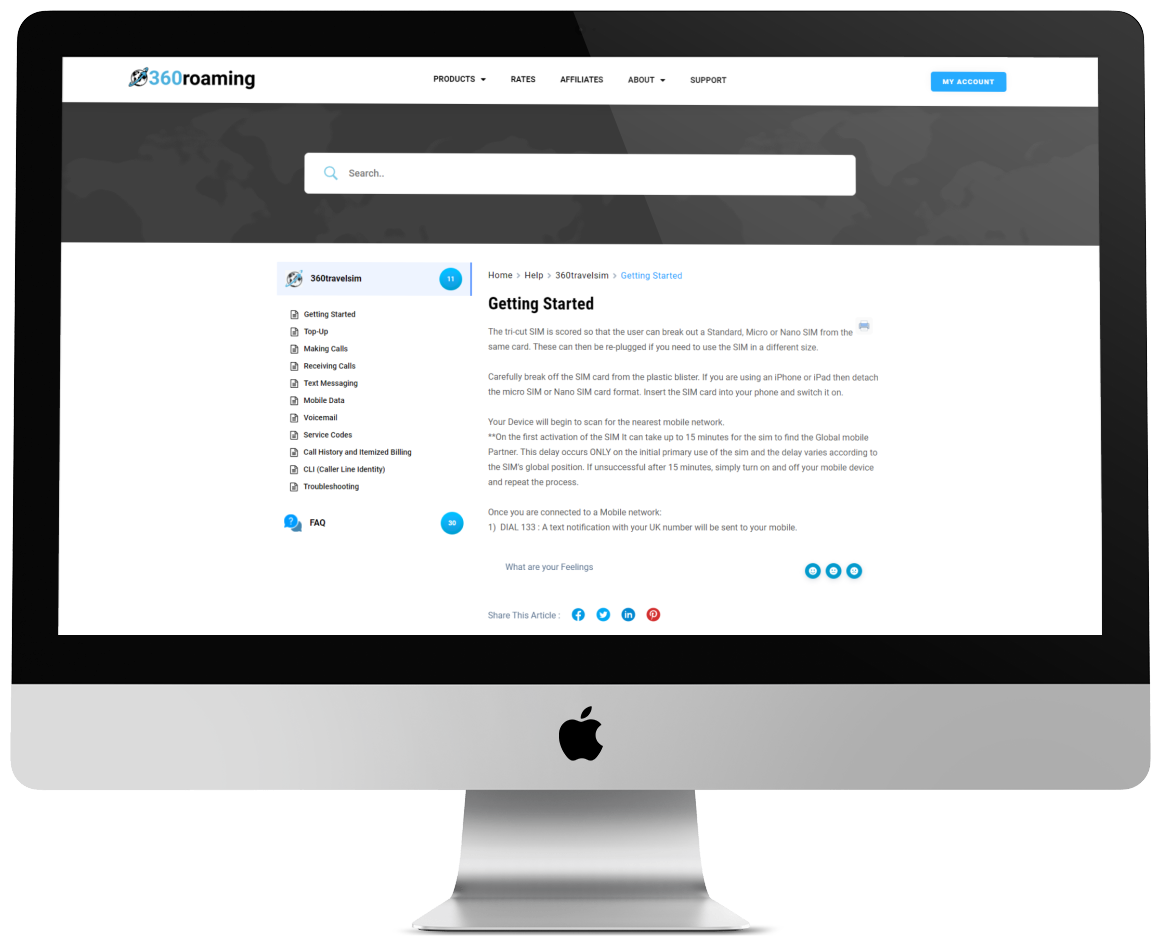 360roaming
PRODUCTS
RATES
AFFILIATES
ABOUT
SUPPORT
MY ACCOUNT
Search..
360travelsim
11
Getting Started
Top-Up
Making Calls
Receiving Calls
Text Messaging
Mobile Data
Voicemail
Service Codes
Call History and Itemized Billing
CLI (Caller Line Identity)
Troubleshooting
FAQ
30
Home > Help > 360travelsim > Getting Started
Getting Started
The tri-cut SIM is scored so that the user can break out a Standard, Micro or Nano SIM from the
same card. These can then be re-plugged if you need to use the SIM in a different size.
Carefully break off the SIM card from the plastic blister. If you are using an iPhone or iPad then detach
the micro SIM or Nano SIM card format. Insert the SIM card into your phone and switch it on.
Your Device will begin to scan for the nearest mobile network.
**On the first activation of the SIM It can take up to 15 minutes for the sim to find the Global mobile
Partner. This delay occurs ONLY on the initial primary use of the sim and the delay varies according to
the SIM's global position. If unsuccessful after 15 minutes, simply turn on and off your mobile device
and repeat the process.
Once you are connected to a Mobile network:
1) DIAL 133 : A text notification with your UK number will be sent to your mobile.
What are your Feelings
Share This Article :